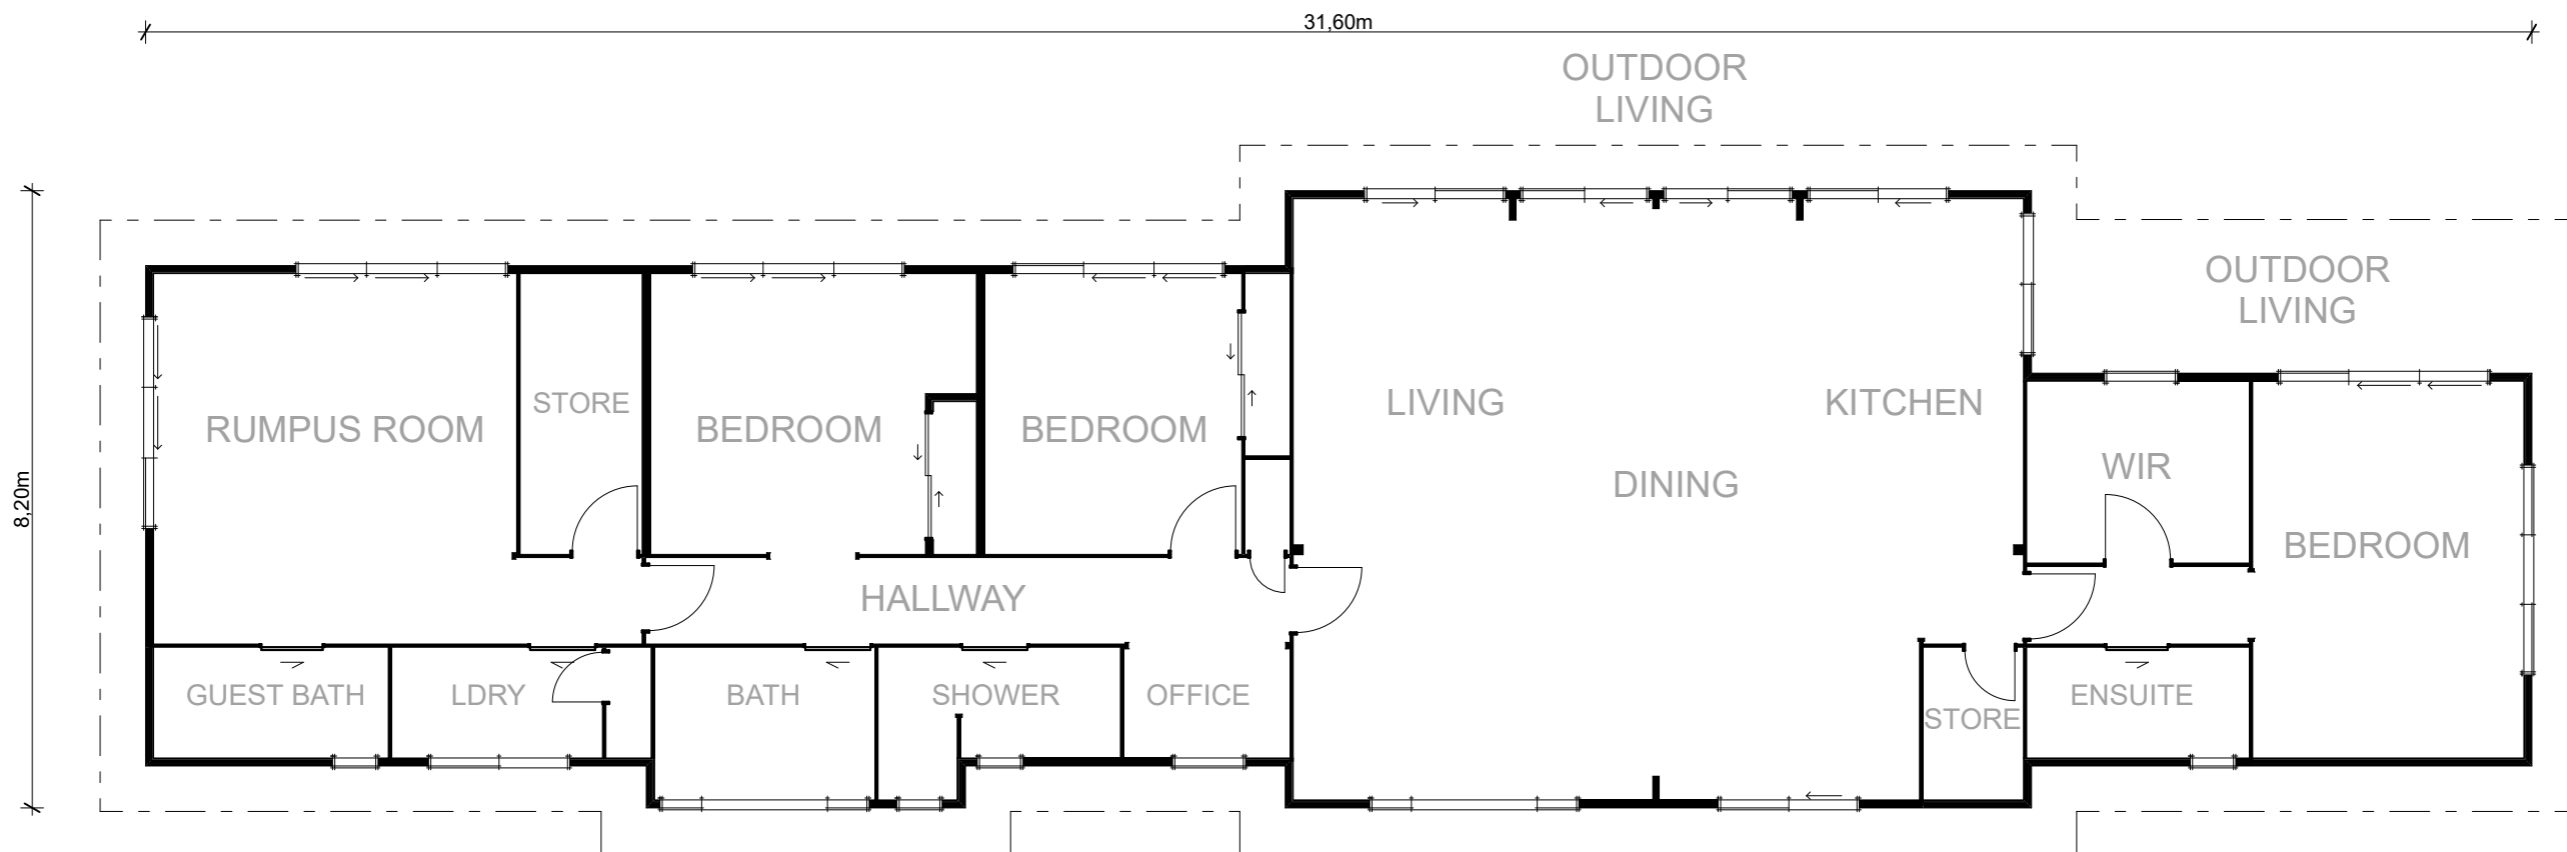 31,60m
OUTDOOR
LIVING
OUTDOOR
LIVING
8,20m
RUMPUS ROOM
STORE
BEDROOM
BEDROOM
LIVING
KITCHEN
DINING
WIR
BEDROOM
HALLWAY
GUEST BATH
LDRY
BATH
SHOWER
OFFICE
STORE
ENSUITE